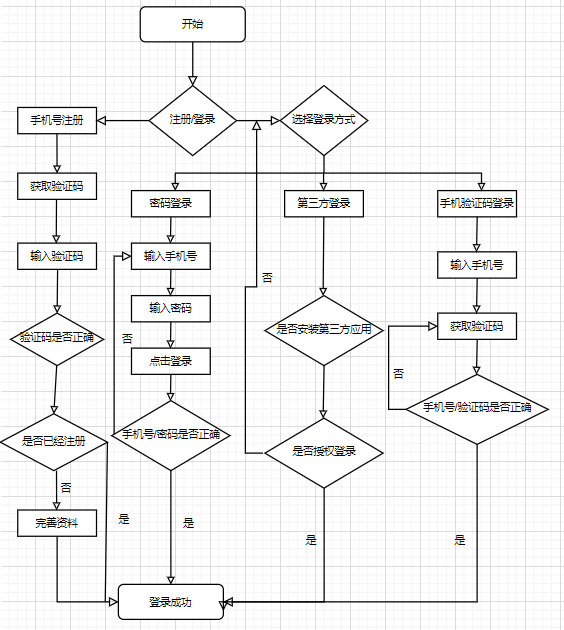 开始
注册/登录
选择登录方式
手机号注册
获取验证码
输入验证码
验证码是否正确
是否已经注册
否
完善资料
是
密码登录
输入手机号
输入密码
点击登录
否
手机号/密码是否正确
是
第三方登录
否
是否安装第三方应用
是否授权登录
是
手机验证码登录
输入手机号
获取验证码
否
手机号/验证码是否正确
是
登录成功